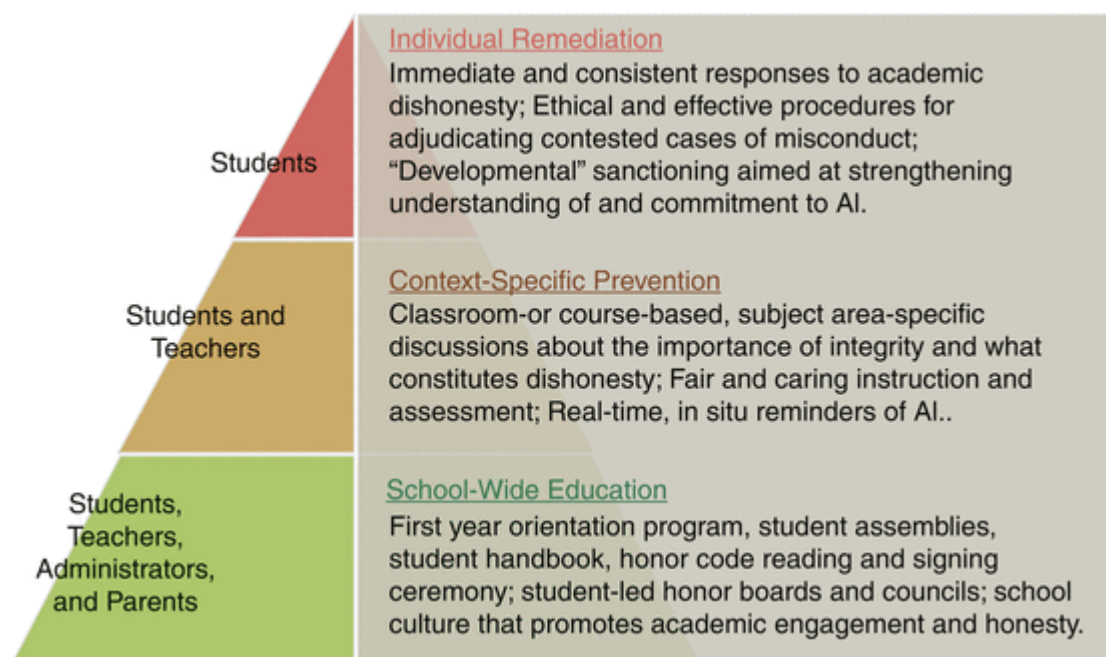 Individual Remediation
Immediate and consistent responses to academic
dishonesty; Ethical and effective procedures for
adjudicating contested cases of misconduct;
“Developmental” sanctioning aimed at strengthening
understanding of and commitment to AI.
Students
Context-Specific Prevention
Classroom-or course-based, subject area-specific
discussions about the importance of integrity and what
constitutes dishonesty; Fair and caring instruction and
assessment; Real-time, in situ reminders of AI..
Students and
Teachers
School-Wide Education
First year orientation program, student assemblies,
student handbook, honor code reading and signing
ceremony; student-led honor boards and councils; school
culture that promotes academic engagement and honesty.
Students,
Teachers,
Administrators,
and Parents